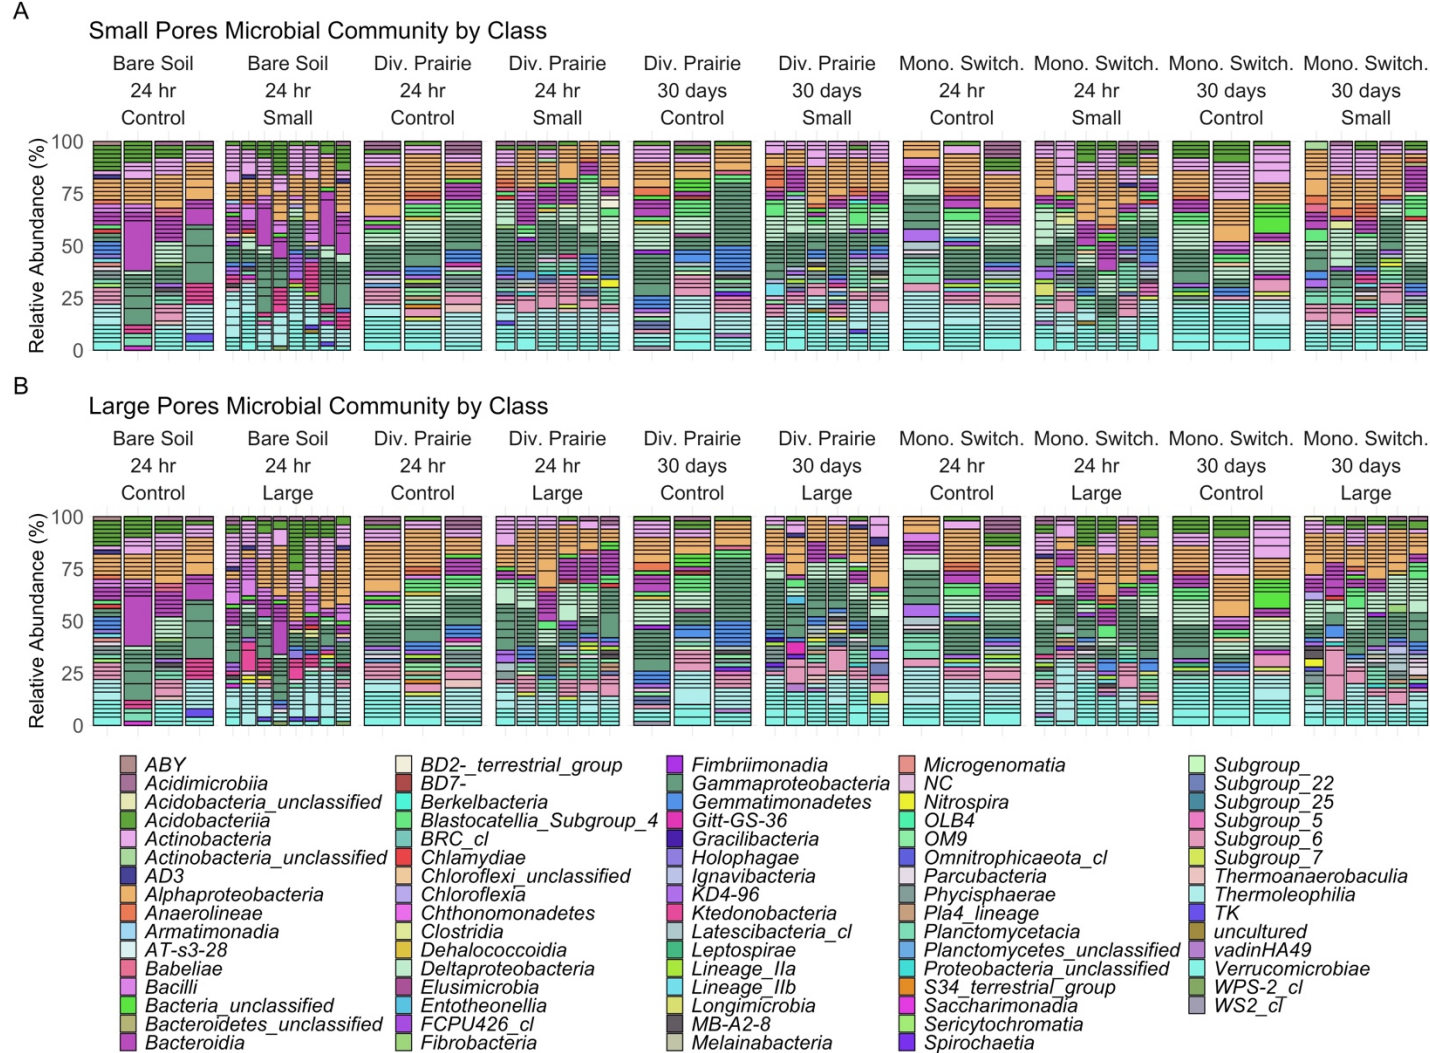 A
Small Pores Microbial Community by Class
Bare Soil Bare Soil Div. Prairie Div. Prairie Div. Prairie Div. Prairie Mono. Switch. Mono. Switch. Mono. Switch. Mono. Switch.
24 hr 24 hr 24 hr 24 hr 30 days 30 days 24 hr 24 hr 30 days 30 days
Control Small Control Small Control Small Control Small Control Small
Relative Abundance (%)
100
75
50
25
0
B
Large Pores Microbial Community by Class
Bare Soil Bare Soil Div. Prairie Div. Prairie Div. Prairie Div. Prairie Mono. Switch. Mono. Switch. Mono. Switch. Mono. Switch.
24 hr 24 hr 24 hr 24 hr 30 days 30 days 24 hr 24 hr 30 days 30 days
Control Large Control Large Control Large Control Large Control Large
Relative Abundance (%)
100
75
50
25
0
ABY
Acidimicrobiia
Acidobacteria_unclassified
Acidobacteriia
Actinobacteria
Actinobacteria_unclassified
AD3
Alphaproteobacteria
Anaerolineae
Armatimonadia
AT-s3-28
Babeliae
Bacilli
Bacteria_unclassified
Bacteroidetes_unclassified
Bacteroidia
BD2-_terrestrial_group
BD7-
Berkelbacteria
Blastocatellia_Subgroup_4
BRC_cl
Chlamydiae
Chloroflexi_unclassified
Chloroflexia
Chthonomonadetes
Clostridia
Dehalococcoidia
Deltaproteobacteria
Elusimicrobia
Entotheonellia
FCPU426_cl
Fibrobacteria
Fimbriimonadia
Gammaproteobacteria
Gemmatimonadetes
Gitt-GS-36
Gracilibacteria
Holophagae
Ignavibacteria
KD4-96
Ktedonobacteria
Latescibacteria_cl
Leptospirae
Lineage_IIa
Lineage_IIb
Longimicrobia
MB-A2-8
Melainabacteria
Microgenomatia
NC
Nitrospira
OLB4
OM9
Omnitrophicaeota_cl
Parcubacteria
Phycisphaerae
Pla4_lineage
Planctomycetacia
Planctomycetes_unclassified
Proteobacteria_unclassified
S34_terrestrial_group
Saccharimonadia
Sericytochromatia
Spirochaetia
Subgroup_
Subgroup_22
Subgroup_25
Subgroup_5
Subgroup_6
Subgroup_7
Thermoanaerobaculia
Thermoleophilia
TK
uncultured
vadinHA49
Verrucomicrobiae
WPS-2_cl
WS2_cl